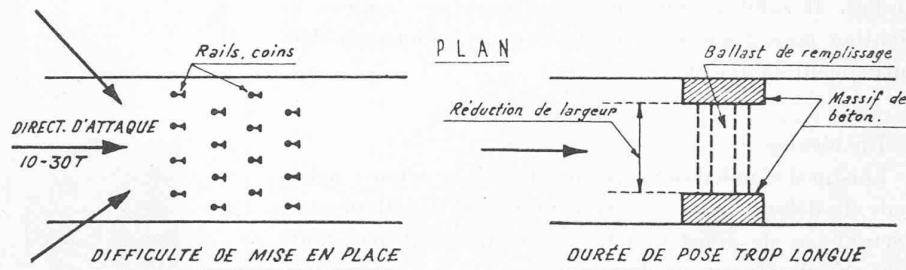 PLAN
Rails, coins
DIRECT. D'ATTAQUE
10-30T
DIFFICULTÉ DE MISE EN PLACE
Ballast de remplissage
Réduction de largeur
Massif de
béton.
DURÉE DE POSE TROP LONGUE